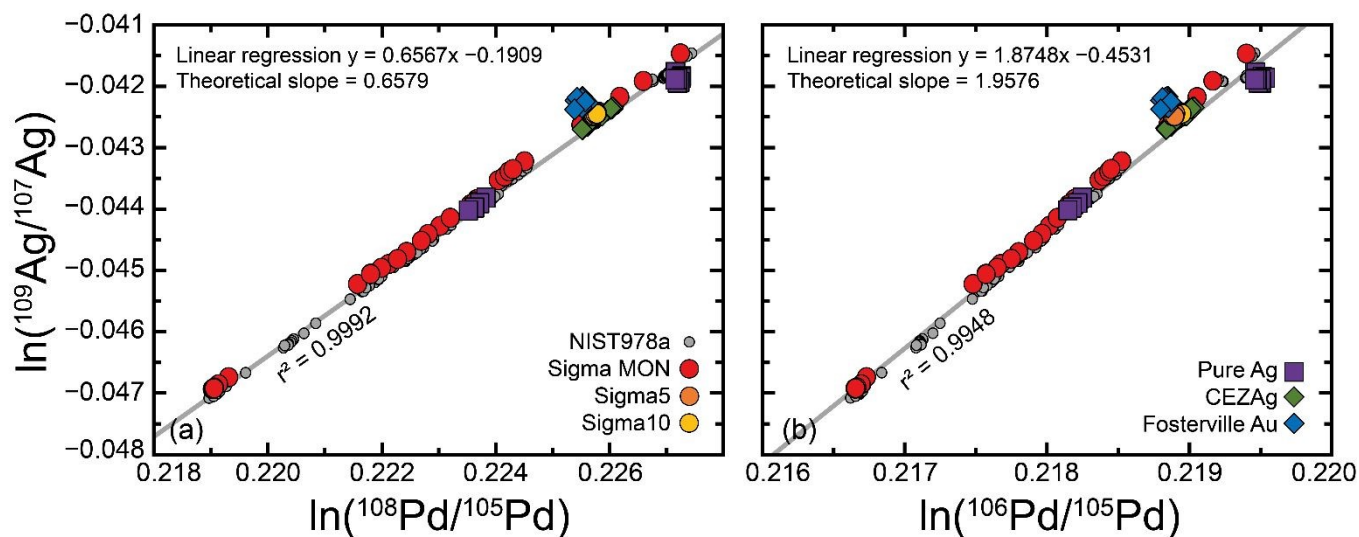 ln(¹⁰⁹Ag/¹⁰⁷Ag)
−0.041
−0.042
−0.043
−0.044
−0.045
−0.046
−0.047
−0.048
Linear regression y = 0.6567x −0.1909
Theoretical slope = 0.6579
r² = 0.9992
NIST978a
Sigma MON
Sigma5
Sigma10
(a)
0.218 0.220 0.222 0.224 0.226
ln(¹⁰⁸Pd/¹⁰⁵Pd)
Linear regression y = 1.8748x −0.4531
Theoretical slope = 1.9576
r² = 0.9948
Pure Ag
CEZAg
Fosterville Au
(b)
0.216 0.217 0.218 0.219 0.220
ln(¹⁰⁶Pd/¹⁰⁵Pd)